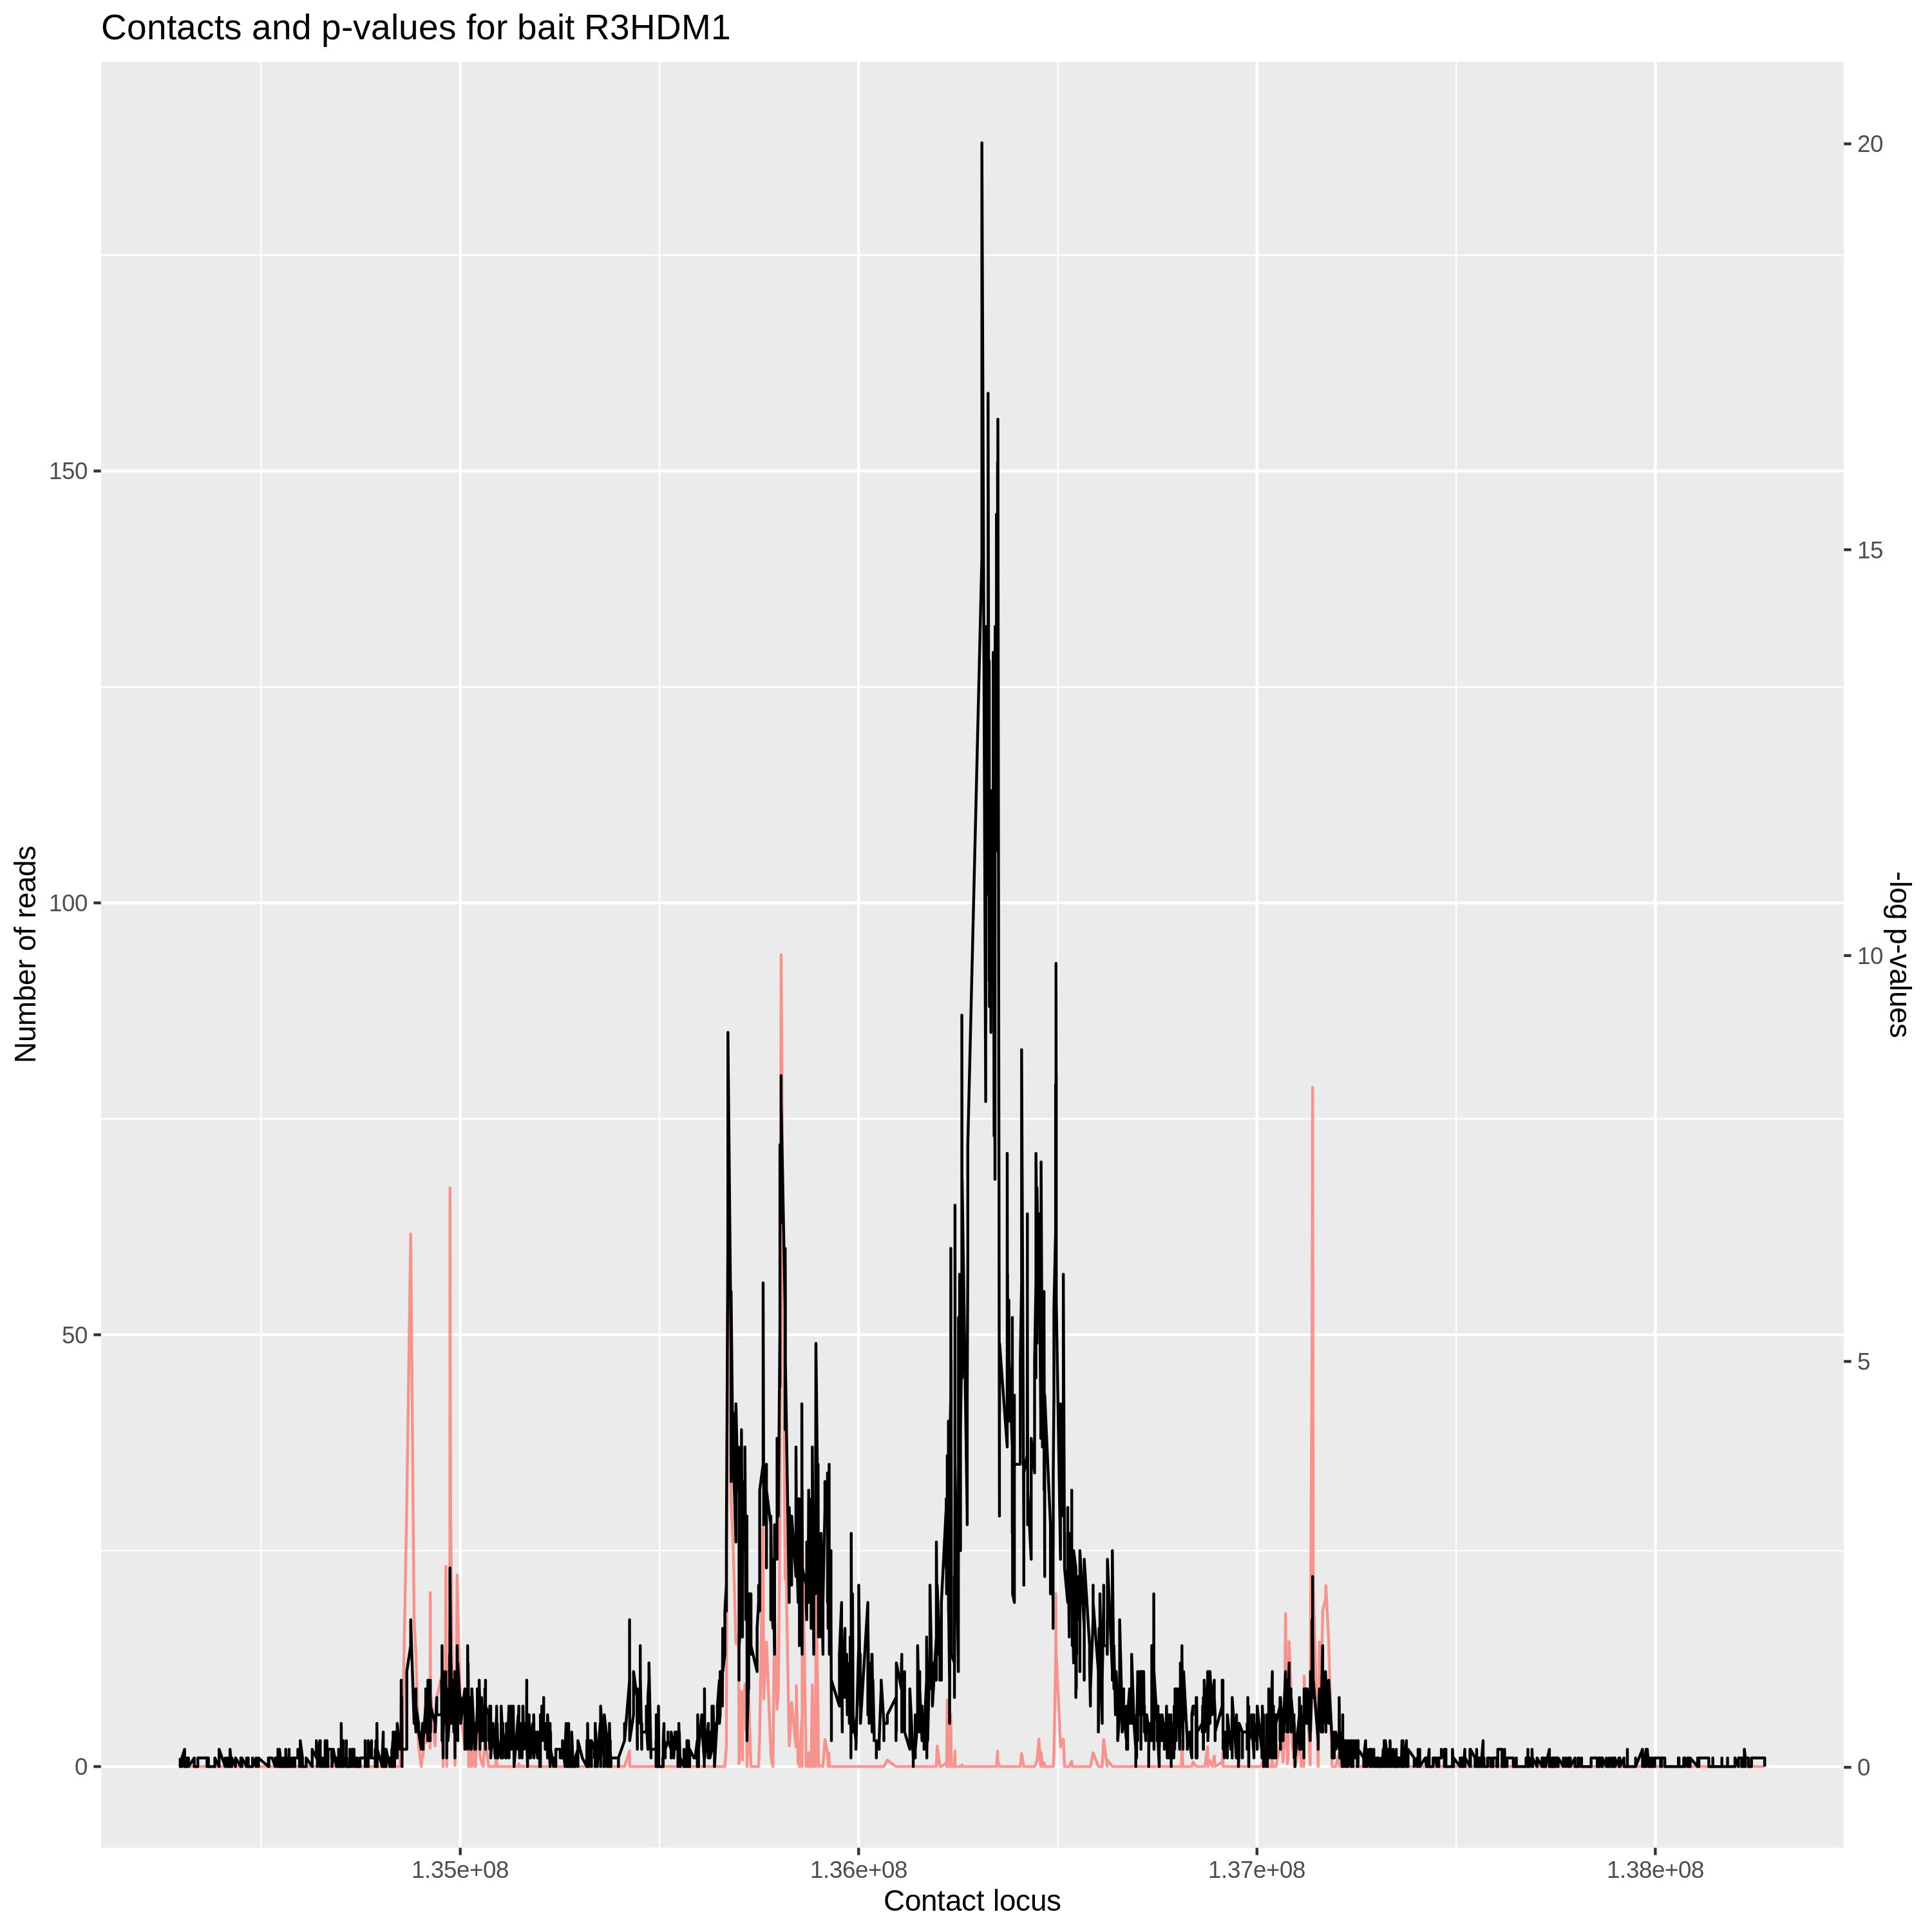 Contacts and p-values for bait R3HDM1
20
150
15
100
10
50
5
0
0
Number of reads
-log p-values
1.35e+08
1.36e+08
1.37e+08
1.38e+08
Contact locus